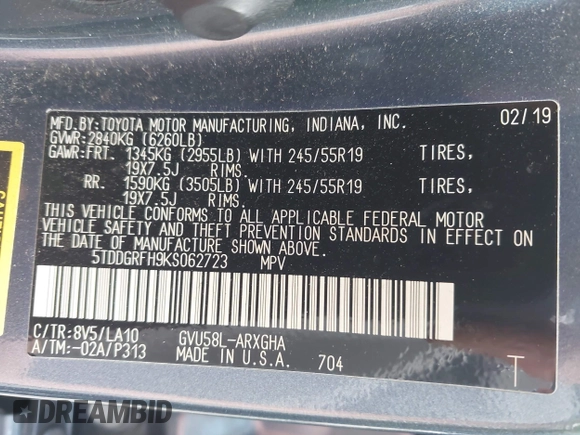 MFD.BY:TOYOTA MOTOR MANUFACTURING, INDIANA, INC. 02/19
GVWR:2840KG (6260LB)
GAWR:FRT. 1345KG (2955LB) WITH 245/55R19 TIRES,
19X7.5J RIMS.
RR. 1590KG (3505LB) WITH 245/55R19 TIRES,
19X7.5J RIMS.
THIS VEHICLE CONFORMS TO ALL APPLICABLE FEDERAL MOTOR
VEHICLE SAFETY AND THEFT PREVENTION STANDARDS IN EFFECT ON
THE DATE OF MANUFACTURE SHOWN ABOVE.
5TDDGRFH9KS062723 MPV
C/TR:8V5/LA10 GVU58L-ARXGHA
A/TM:-02A/P313 MADE IN U.S.A. 704 T
DREAMBID